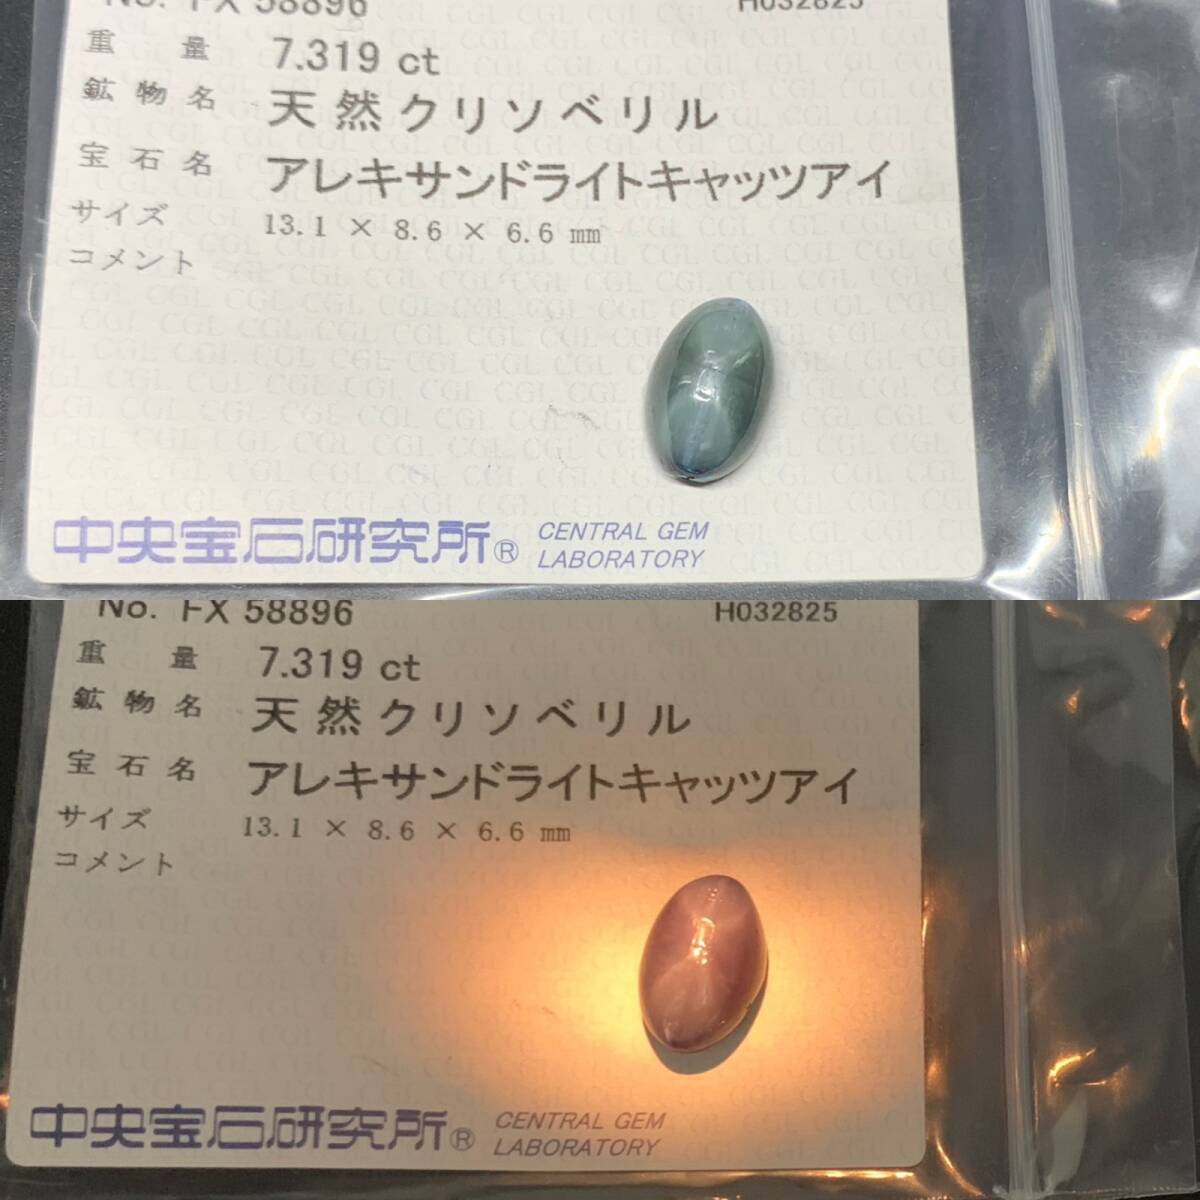 No. FX 58896 H032825
重量 7.319 ct
鉱物名 天然クリソベリル
宝石名 アレキサンドライトキャッツアイ
サイズ 13.1 × 8.6 × 6.6 mm
コメント
中央宝石研究所® CENTRAL GEM
LABORATORY
No. FX 58896 H032825
重量 7.319 ct
鉱物名 天然クリソベリル
宝石名 アレキサンドライトキャッツアイ
サイズ 13.1 × 8.6 × 6.6 mm
コメント
中央宝石研究所® CENTRAL GEM
LABORATORY